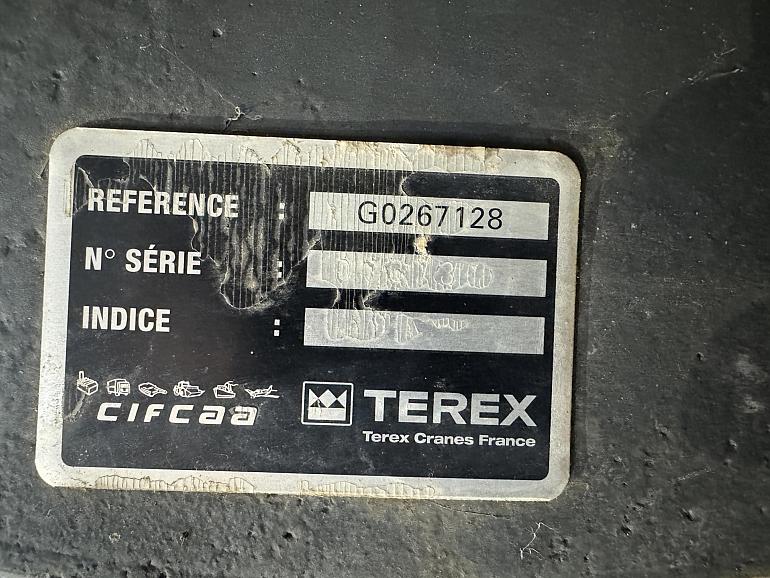 REFERENCE : G0267128
N° SÉRIE :
INDICE :
CIFCAA
TEREX
Terex Cranes France